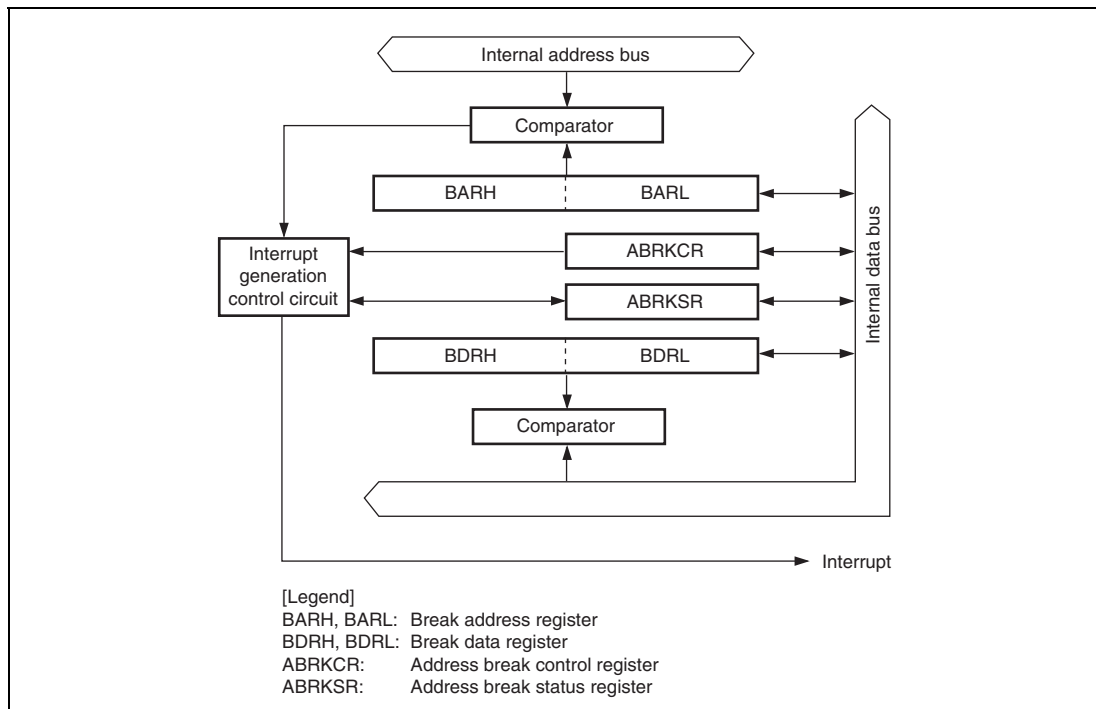 Internal address bus
Comparator
BARH
BARL
Interrupt
generation
control circuit
ABRKCR
ABRKSR
Internal data bus
BDRH
BDRL
Comparator
Interrupt
[Legend]
BARH, BARL: Break address register
BDRH, BDRL: Break data register
ABRKCR: Address break control register
ABRKSR: Address break status register